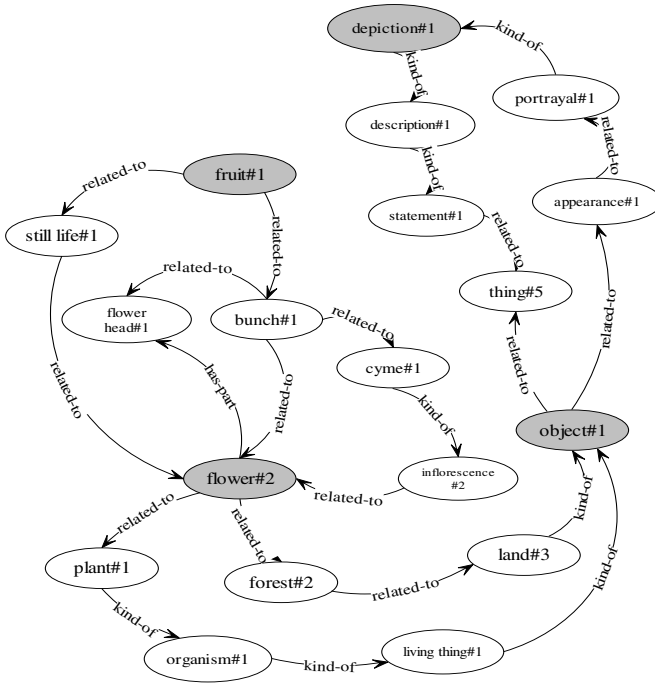 depiction#1
kind-of
kind-of
portrayal#1
description#1
kind-of
related-to
related-to
fruit#1
appearance#1
statement#1
still life#1
related-to
related-to
related-to
thing#5
flower
head#1
bunch#1
related-to
cyme#1
related-to
related-to
related-to
has-part
related-to
kind-of
object#1
flower#2
inflorescence
#2
related-to
kind-of
related-to
related-to
land#3
plant#1
forest#2
related-to
kind-of
kind-of
organism#1
kind-of
living thing#1